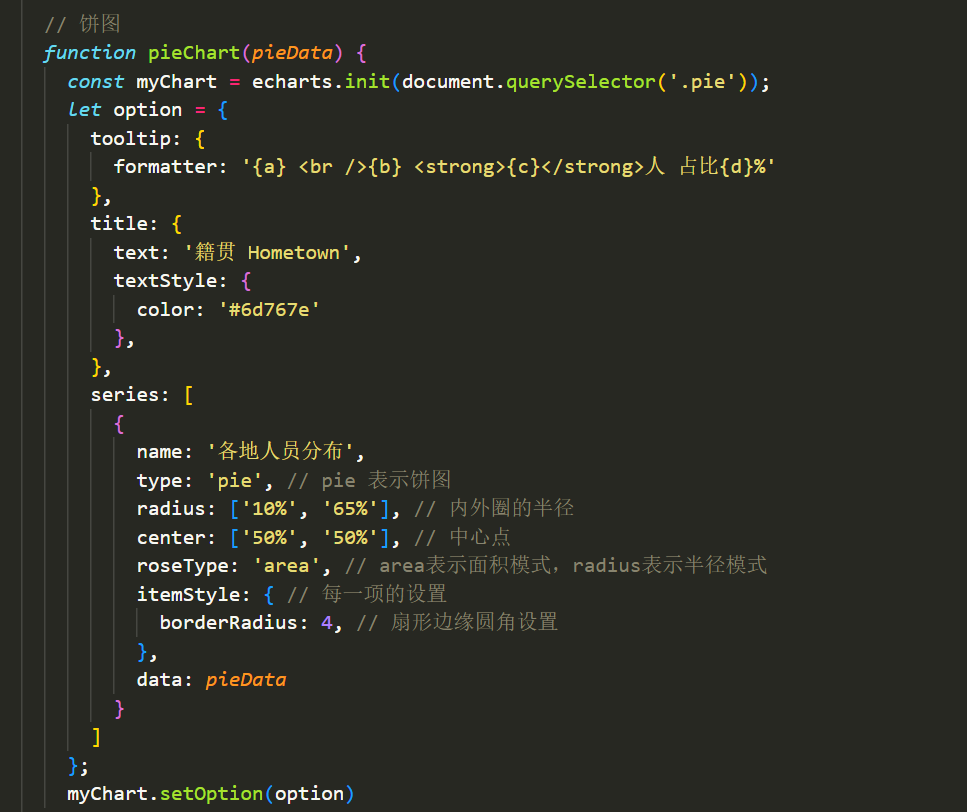 // 饼图
function pieChart(pieData) {
  const myChart = echarts.init(document.querySelector('.pie'));
  let option = {
    tooltip: {
      formatter: '{a} <br />{b} <strong>{c}</strong>人 占比{d}%'
    },
    title: {
      text: '籍贯 Hometown',
      textStyle: {
        color: '#6d767e'
      },
    },
    series: [
      {
        name: '各地人员分布',
        type: 'pie', // pie 表示饼图
        radius: ['10%', '65%'], // 内外圈的半径
        center: ['50%', '50%'], // 中心点
        roseType: 'area', // area表示面积模式，radius表示半径模式
        itemStyle: { // 每一项的设置
          borderRadius: 4, // 扇形边缘圆角设置
        },
        data: pieData
      }
    ]
  };
  myChart.setOption(option)